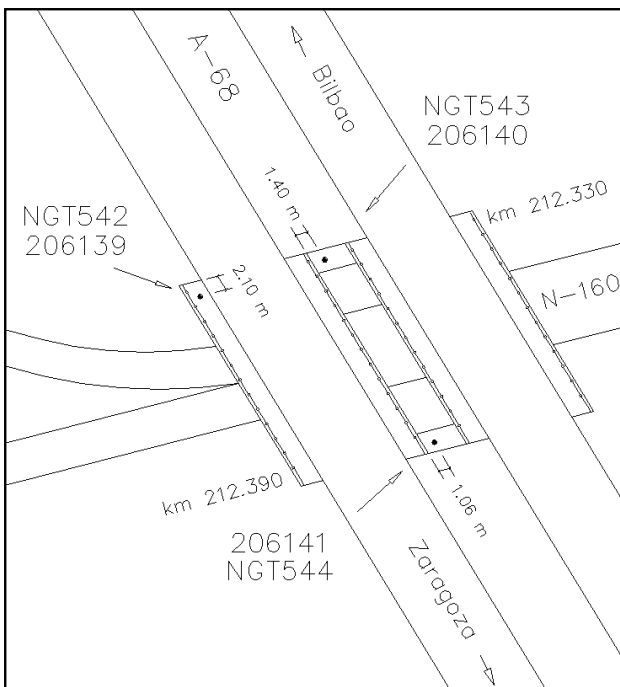 A-68
Bilbao
NGT543
206140
1.40 m
km 212.330
NGT542
206139
2.10 m
N-160
km 212.390
1.06 m
206141
NGT544
Zaragoza